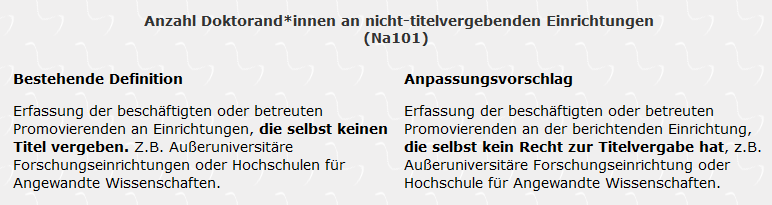 Anzahl Doktorand*innen an nicht-titelvergebenden Einrichtungen
(Na101)
Bestehende Definition
Erfassung der beschäftigten oder betreuten
Promovierenden an Einrichtungen, die selbst keinen
Titel vergeben. Z.B. Außeruniversitäre
Forschungseinrichtungen oder Hochschulen für
Angewandte Wissenschaften.
Anpassungsvorschlag
Erfassung der beschäftigten oder betreuten
Promovierenden an der berichtenden Einrichtung,
die selbst kein Recht zur Titelvergabe hat, z.B.
Außeruniversitäre Forschungseinrichtung oder
Hochschule für Angewandte Wissenschaften.